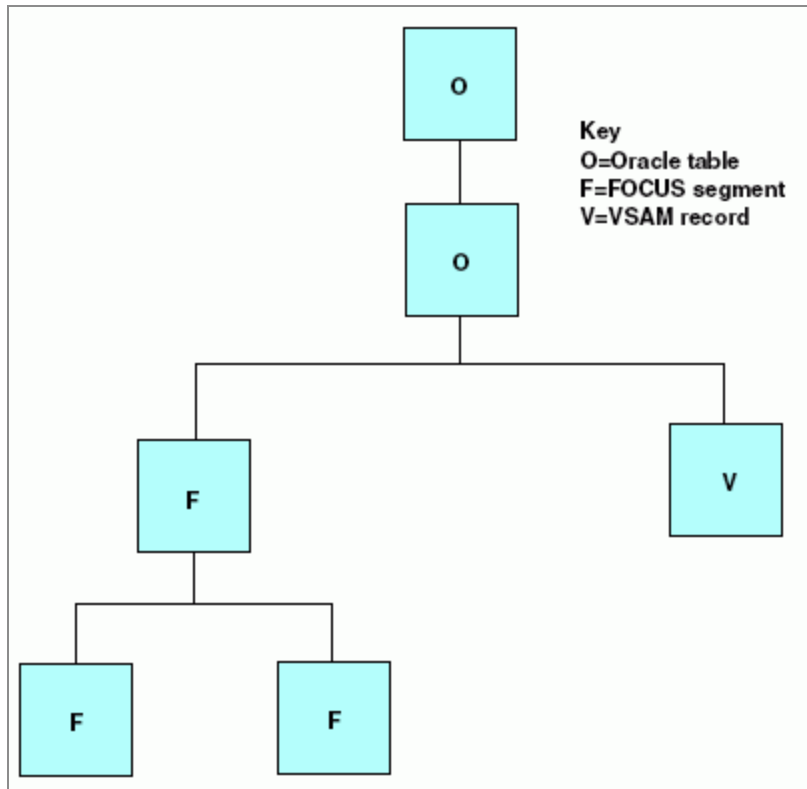 O
Key
O=Oracle table
F=FOCUS segment
V=VSAM record
O
F
V
F
F